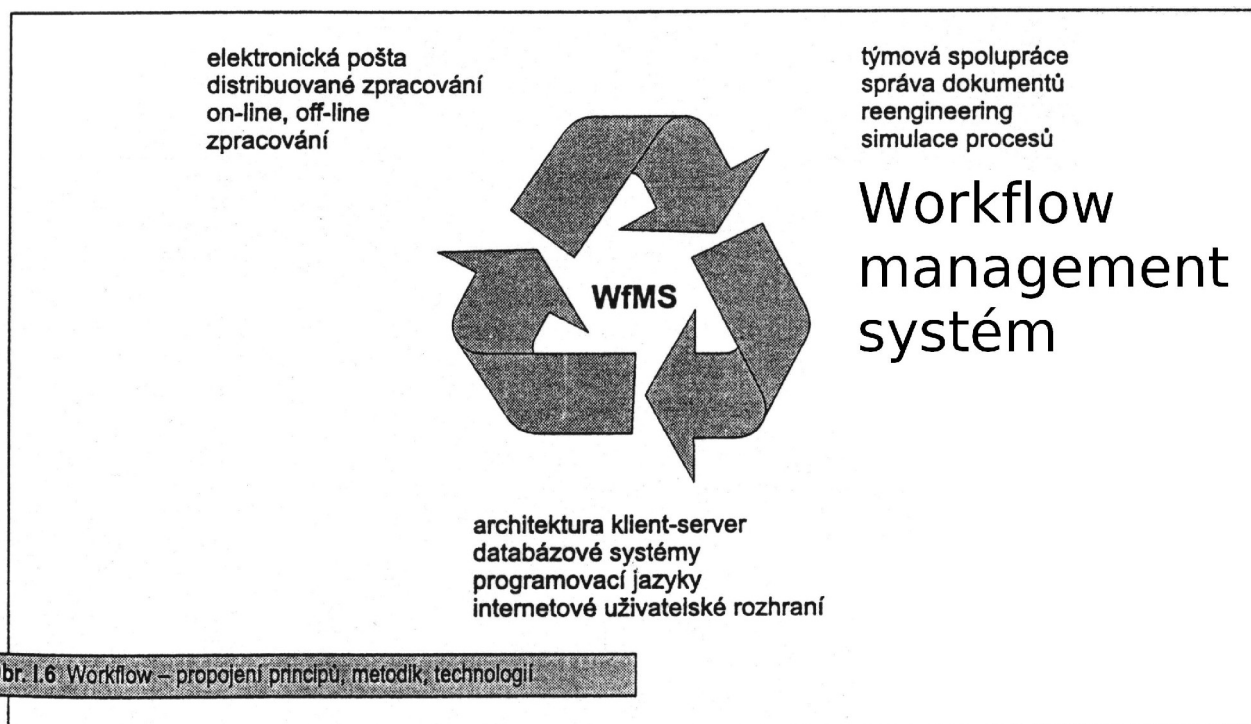 elektronická pošta
distribuované zpracování
on-line, off-line
zpracování
týmová spolupráce
správa dokumentů
reengineering
simulace procesů
Workflow
management
systém
WfMS
architektura klient-server
databázové systémy
programovací jazyky
internetové uživatelské rozhraní
br. I.6 Workflow – propojení principů, metodik, technologií